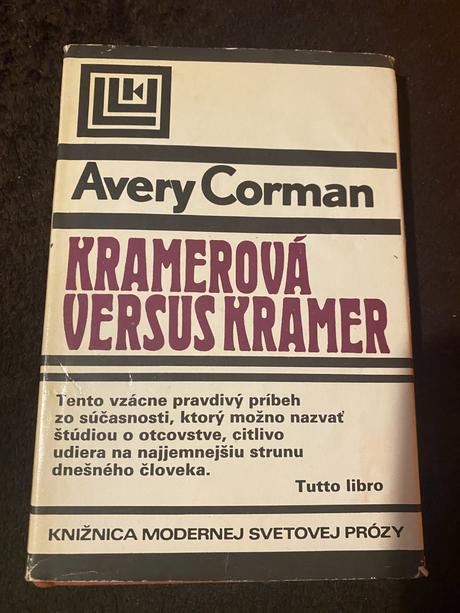 Avery Corman
KRAMEROVÁ
VERSUS KRAMER
Tento vzácne pravdivý príbeh
zo súčasnosti, ktorý možno nazvať
štúdiou o otcovstve, citlivo
udiera na najjemnejšiu strunu
dnešného človeka.
Tutto libro
KNIŽNICA MODERNEJ SVETOVEJ PRÓZY